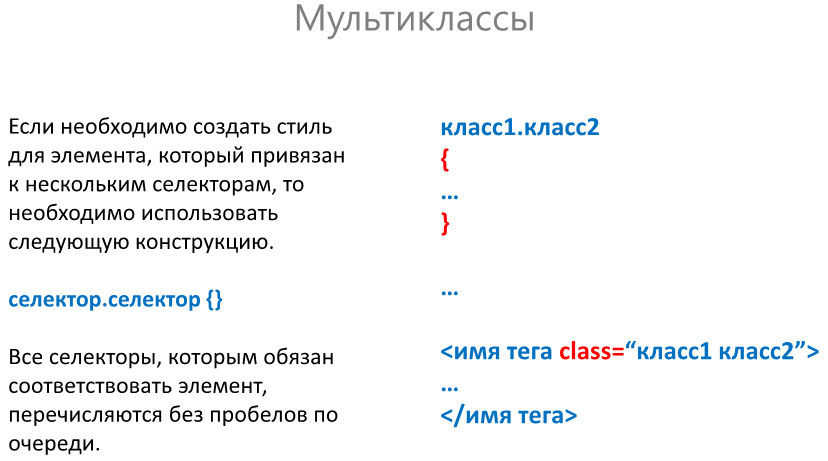 Мультиклассы
Если необходимо создать стиль
для элемента, который привязан
к нескольким селекторам, то
необходимо использовать
следующую конструкцию.
селектор.селектор {}
Все селекторы, которым обязан
соответствовать элемент,
перечисляются без пробелов по
очереди.
класс1.класс2
{
…
}
…
<имя тега class=“класс1 класс2”>
…
</имя тега>